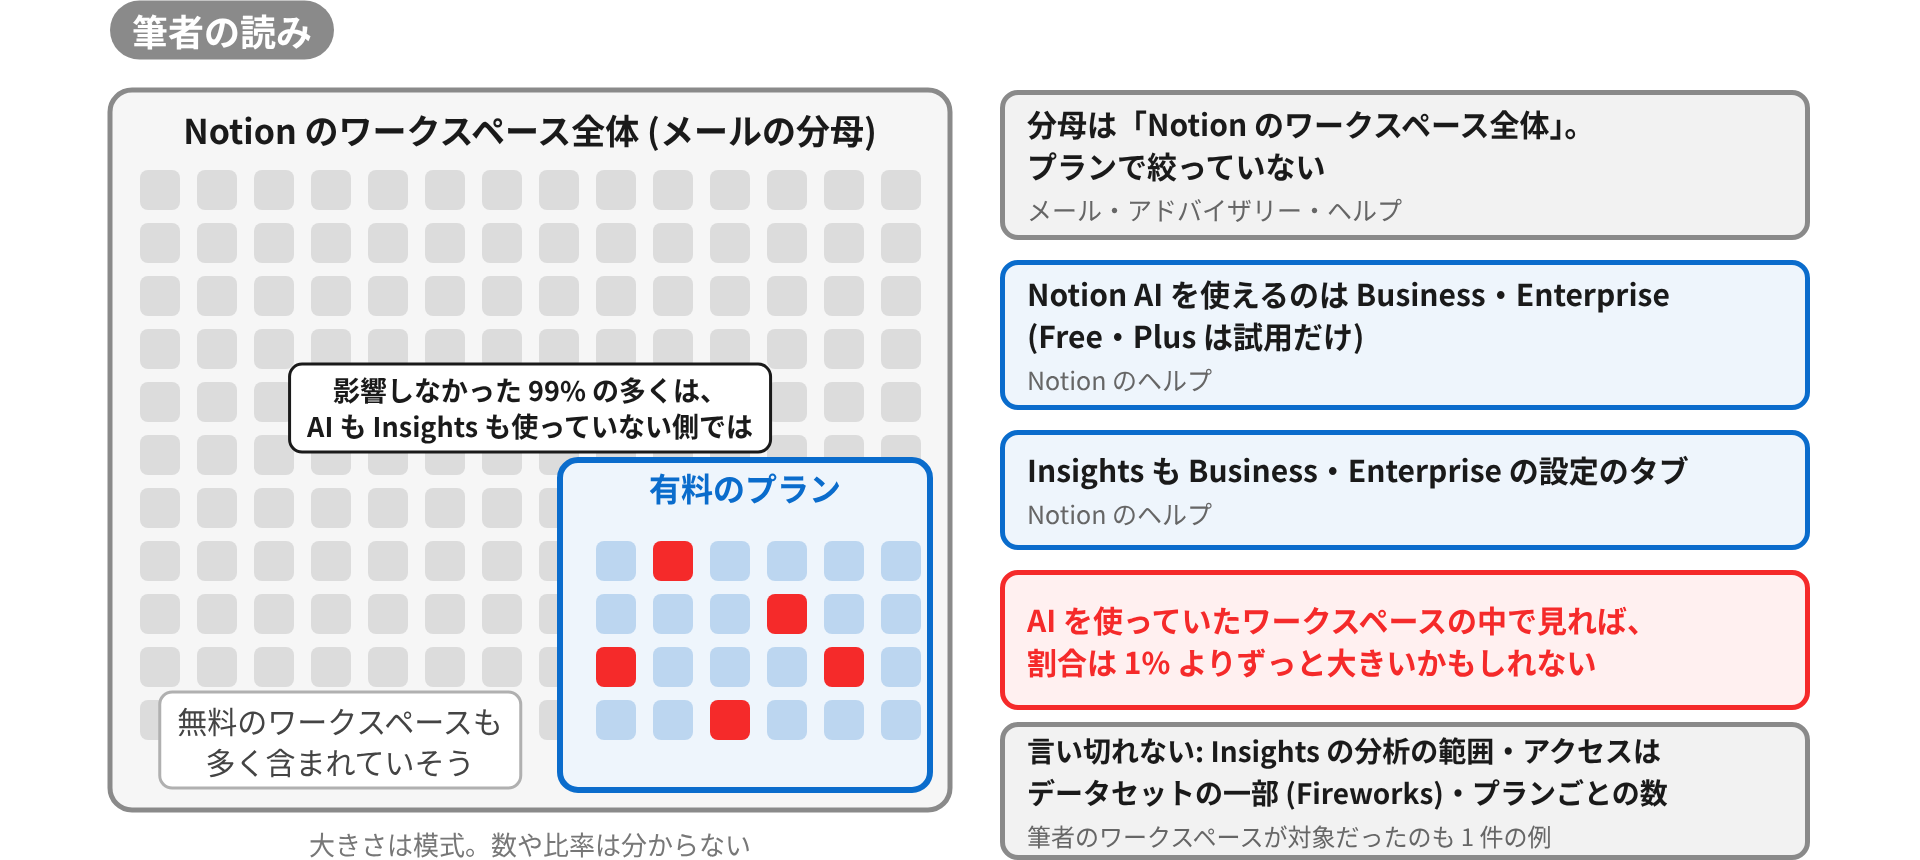 筆者の読み
Notion のワークスペース全体 (メールの分母)
影響しなかった 99% の多くは、
AI も Insights も使っていない側では
有料のプラン
無料のワークスペースも
多く含まれていそう
大きさは模式。数や比率は分からない
分母は「Notion のワークスペース全体」。
プランで絞っていない
メール・アドバイザリー・ヘルプ
Notion AI を使えるのは Business・Enterprise
(Free・Plus は試用だけ)
Notion のヘルプ
Insights も Business・Enterprise の設定のタブ
Notion のヘルプ
AI を使っていたワークスペースの中で見れば、
割合は 1% よりずっと大きいかもしれない
言い切れない: Insights の分析の範囲・アクセスは
データセットの一部 (Fireworks)・プランごとの数
筆者のワークスペースが対象だったのも 1 件の例